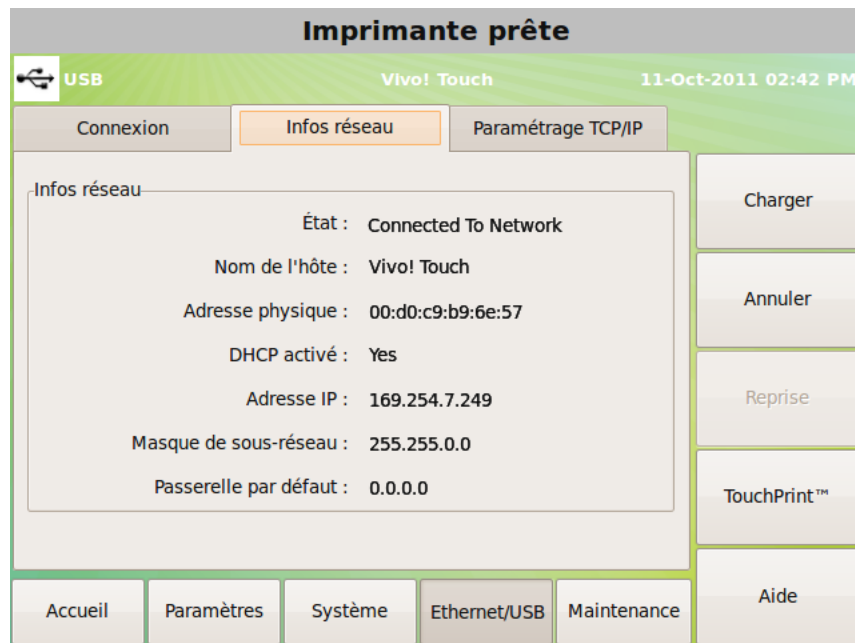 Imprimante prête
USB Vivo! Touch 11-Oct-2011 02:42 PM
Connexion Infos réseau Paramétrage TCP/IP
Infos réseau
État : Connected To Network
Nom de l'hôte : Vivo! Touch
Adresse physique : 00:d0:c9:b9:6e:57
DHCP activé : Yes
Adresse IP : 169.254.7.249
Masque de sous-réseau : 255.255.0.0
Passerelle par défaut : 0.0.0.0
Charger
Annuler
Reprise
TouchPrint™
Aide
Accueil Paramètres Système Ethernet/USB Maintenance